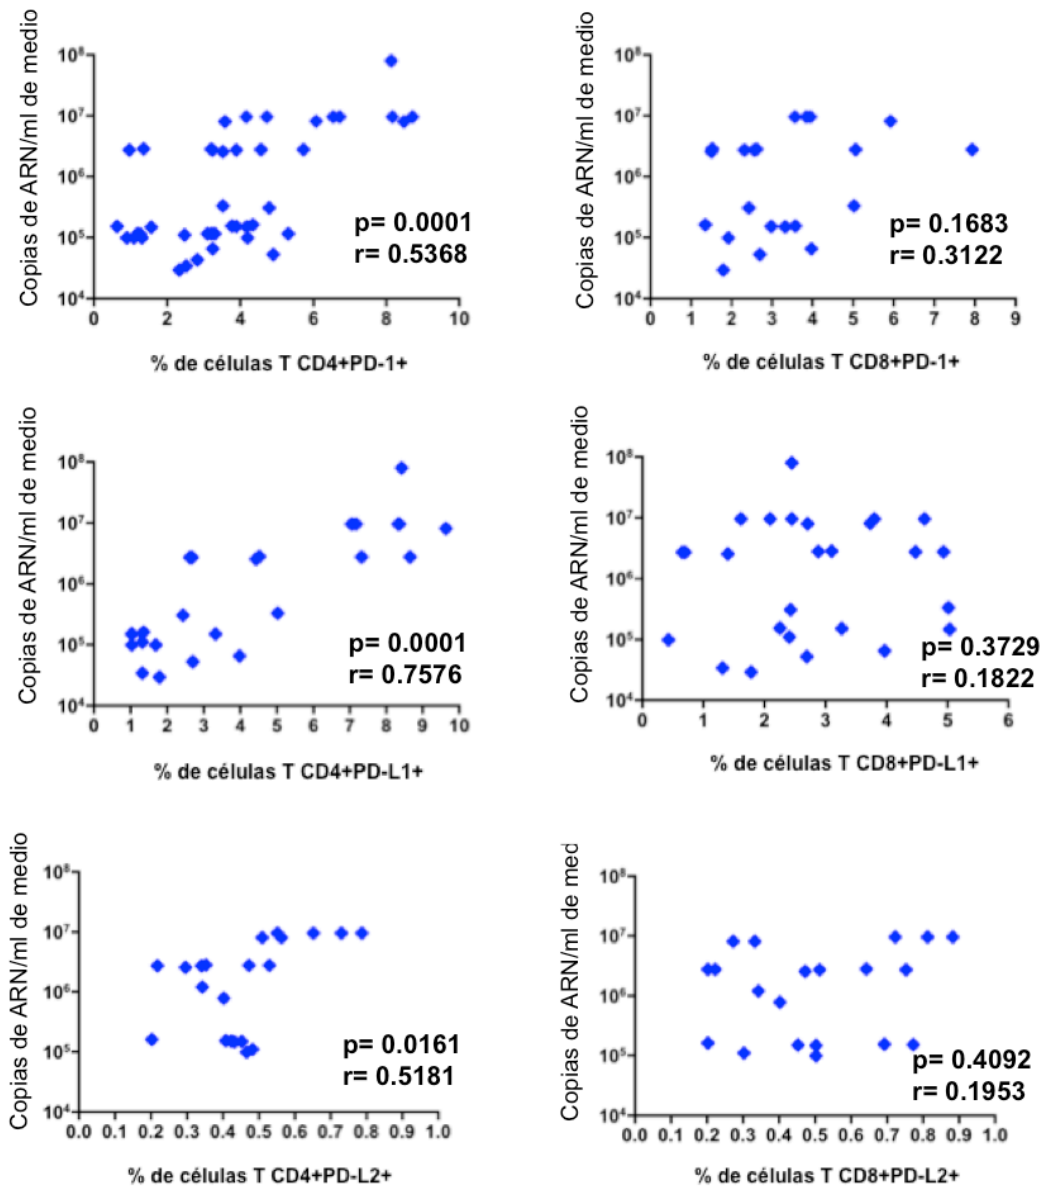 Copias de ARN/ml de medio
10⁸
10⁷
10⁶
10⁵
10⁴
0 2 4 6 8 10
p= 0.0001
r= 0.5368
% de células T CD4+PD-1+
Copias de ARN/ml de medio
10⁸
10⁷
10⁶
10⁵
10⁴
0 1 2 3 4 5 6 7 8 9
p= 0.1683
r= 0.3122
% de células T CD8+PD-1+
Copias de ARN/ml de medio
10⁸
10⁷
10⁶
10⁵
10⁴
0 1 2 3 4 5 6 7 8 9 10
p= 0.0001
r= 0.7576
% de células T CD4+PD-L1+
Copias de ARN/ml de medio
10⁸
10⁷
10⁶
10⁵
10⁴
0 1 2 3 4 5 6
p= 0.3729
r= 0.1822
% de células T CD8+PD-L1+
Copias de ARN/ml de medio
10⁸
10⁷
10⁶
10⁵
10⁴
0.0 0.1 0.2 0.3 0.4 0.5 0.6 0.7 0.8 0.9 1.0
p= 0.0161
r= 0.5181
% de células T CD4+PD-L2+
Copias de ARN/ml de med
10⁸
10⁷
10⁶
10⁵
10⁴
0.0 0.1 0.2 0.3 0.4 0.5 0.6 0.7 0.8 0.9 1.0
p= 0.4092
r= 0.1953
% de células T CD8+PD-L2+